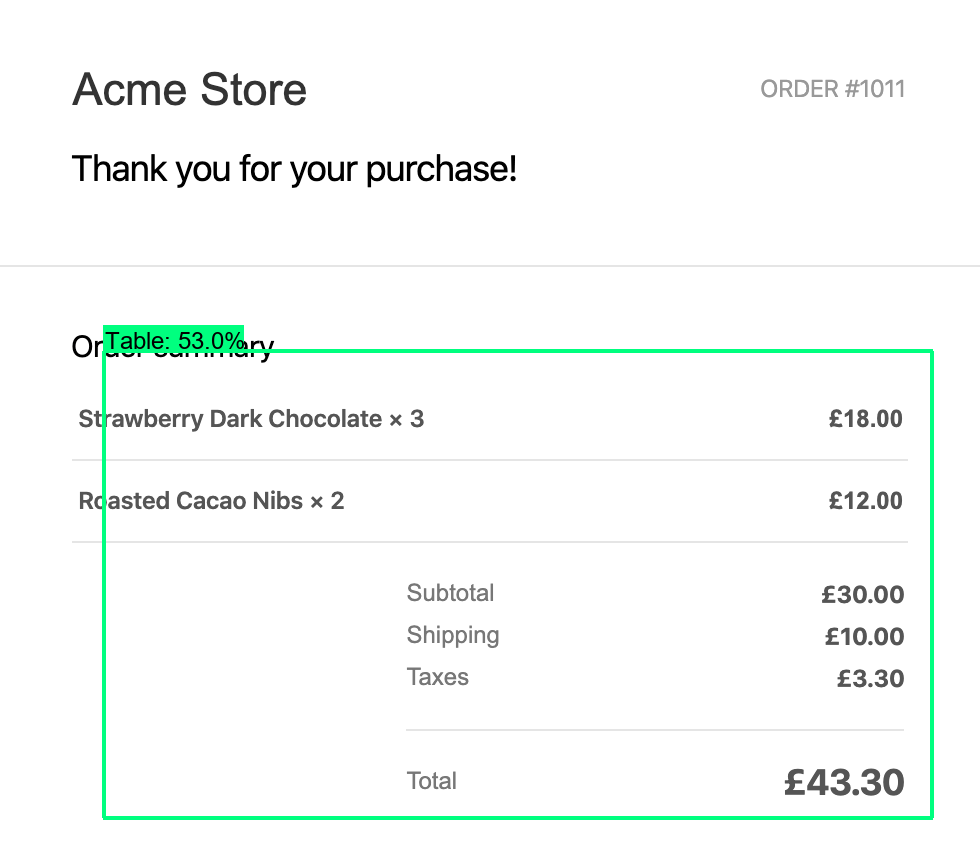 Acme Store
ORDER #1011
Thank you for your purchase!
Order summary
Table: 53.0%
Strawberry Dark Chocolate × 3 £18.00
Roasted Cacao Nibs × 2 £12.00
Subtotal £30.00
Shipping £10.00
Taxes £3.30
Total £43.30